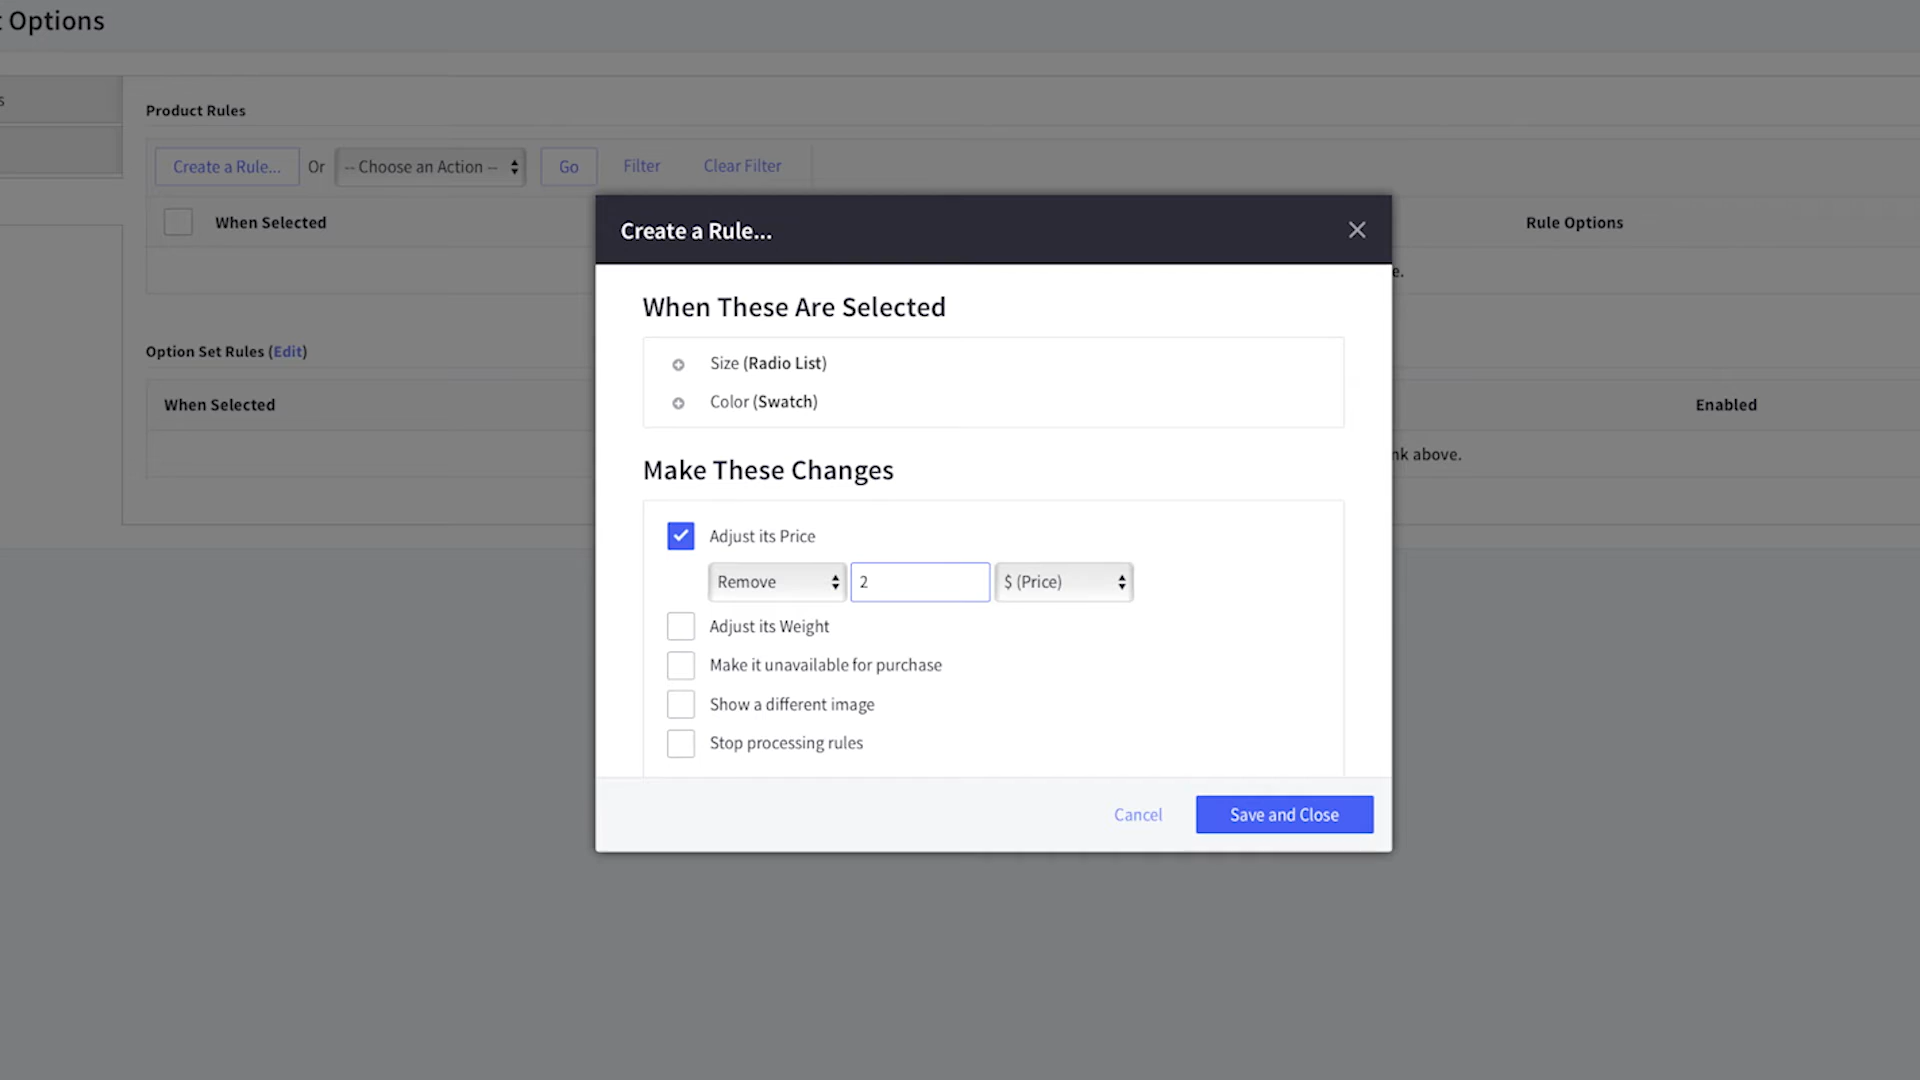 : Options
s
Product Rules
Create a Rule... Or -- Choose an Action -- Go Filter Clear Filter
When Selected Rule Options
e.
Option Set Rules (Edit)
When Selected Enabled
nk above.
Create a Rule...
When These Are Selected
Size (Radio List)
Color (Swatch)
Make These Changes
Adjust its Price
Remove 2 $ (Price)
Adjust its Weight
Make it unavailable for purchase
Show a different image
Stop processing rules
Cancel Save and Close